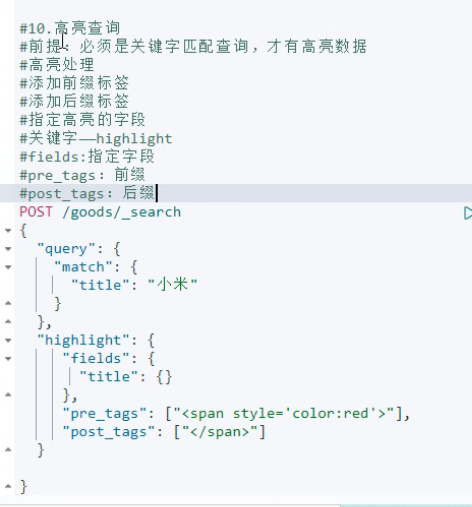 #10.高亮查询
#前提：必须是关键字匹配查询，才有高亮数据
#高亮处理
#添加前缀标签
#添加后缀标签
#指定高亮的字段
#关键字——highlight
#fields:指定字段
#pre_tags：前缀
#post_tags：后缀
POST /goods/_search
{
  "query": {
    "match": {
      "title": "小米"
    }
  },
  "highlight": {
     "fields": {
       "title": {}
     },
     "pre_tags": ["<span style='color:red'>"],
     "post_tags": ["</span>"]
  }
}